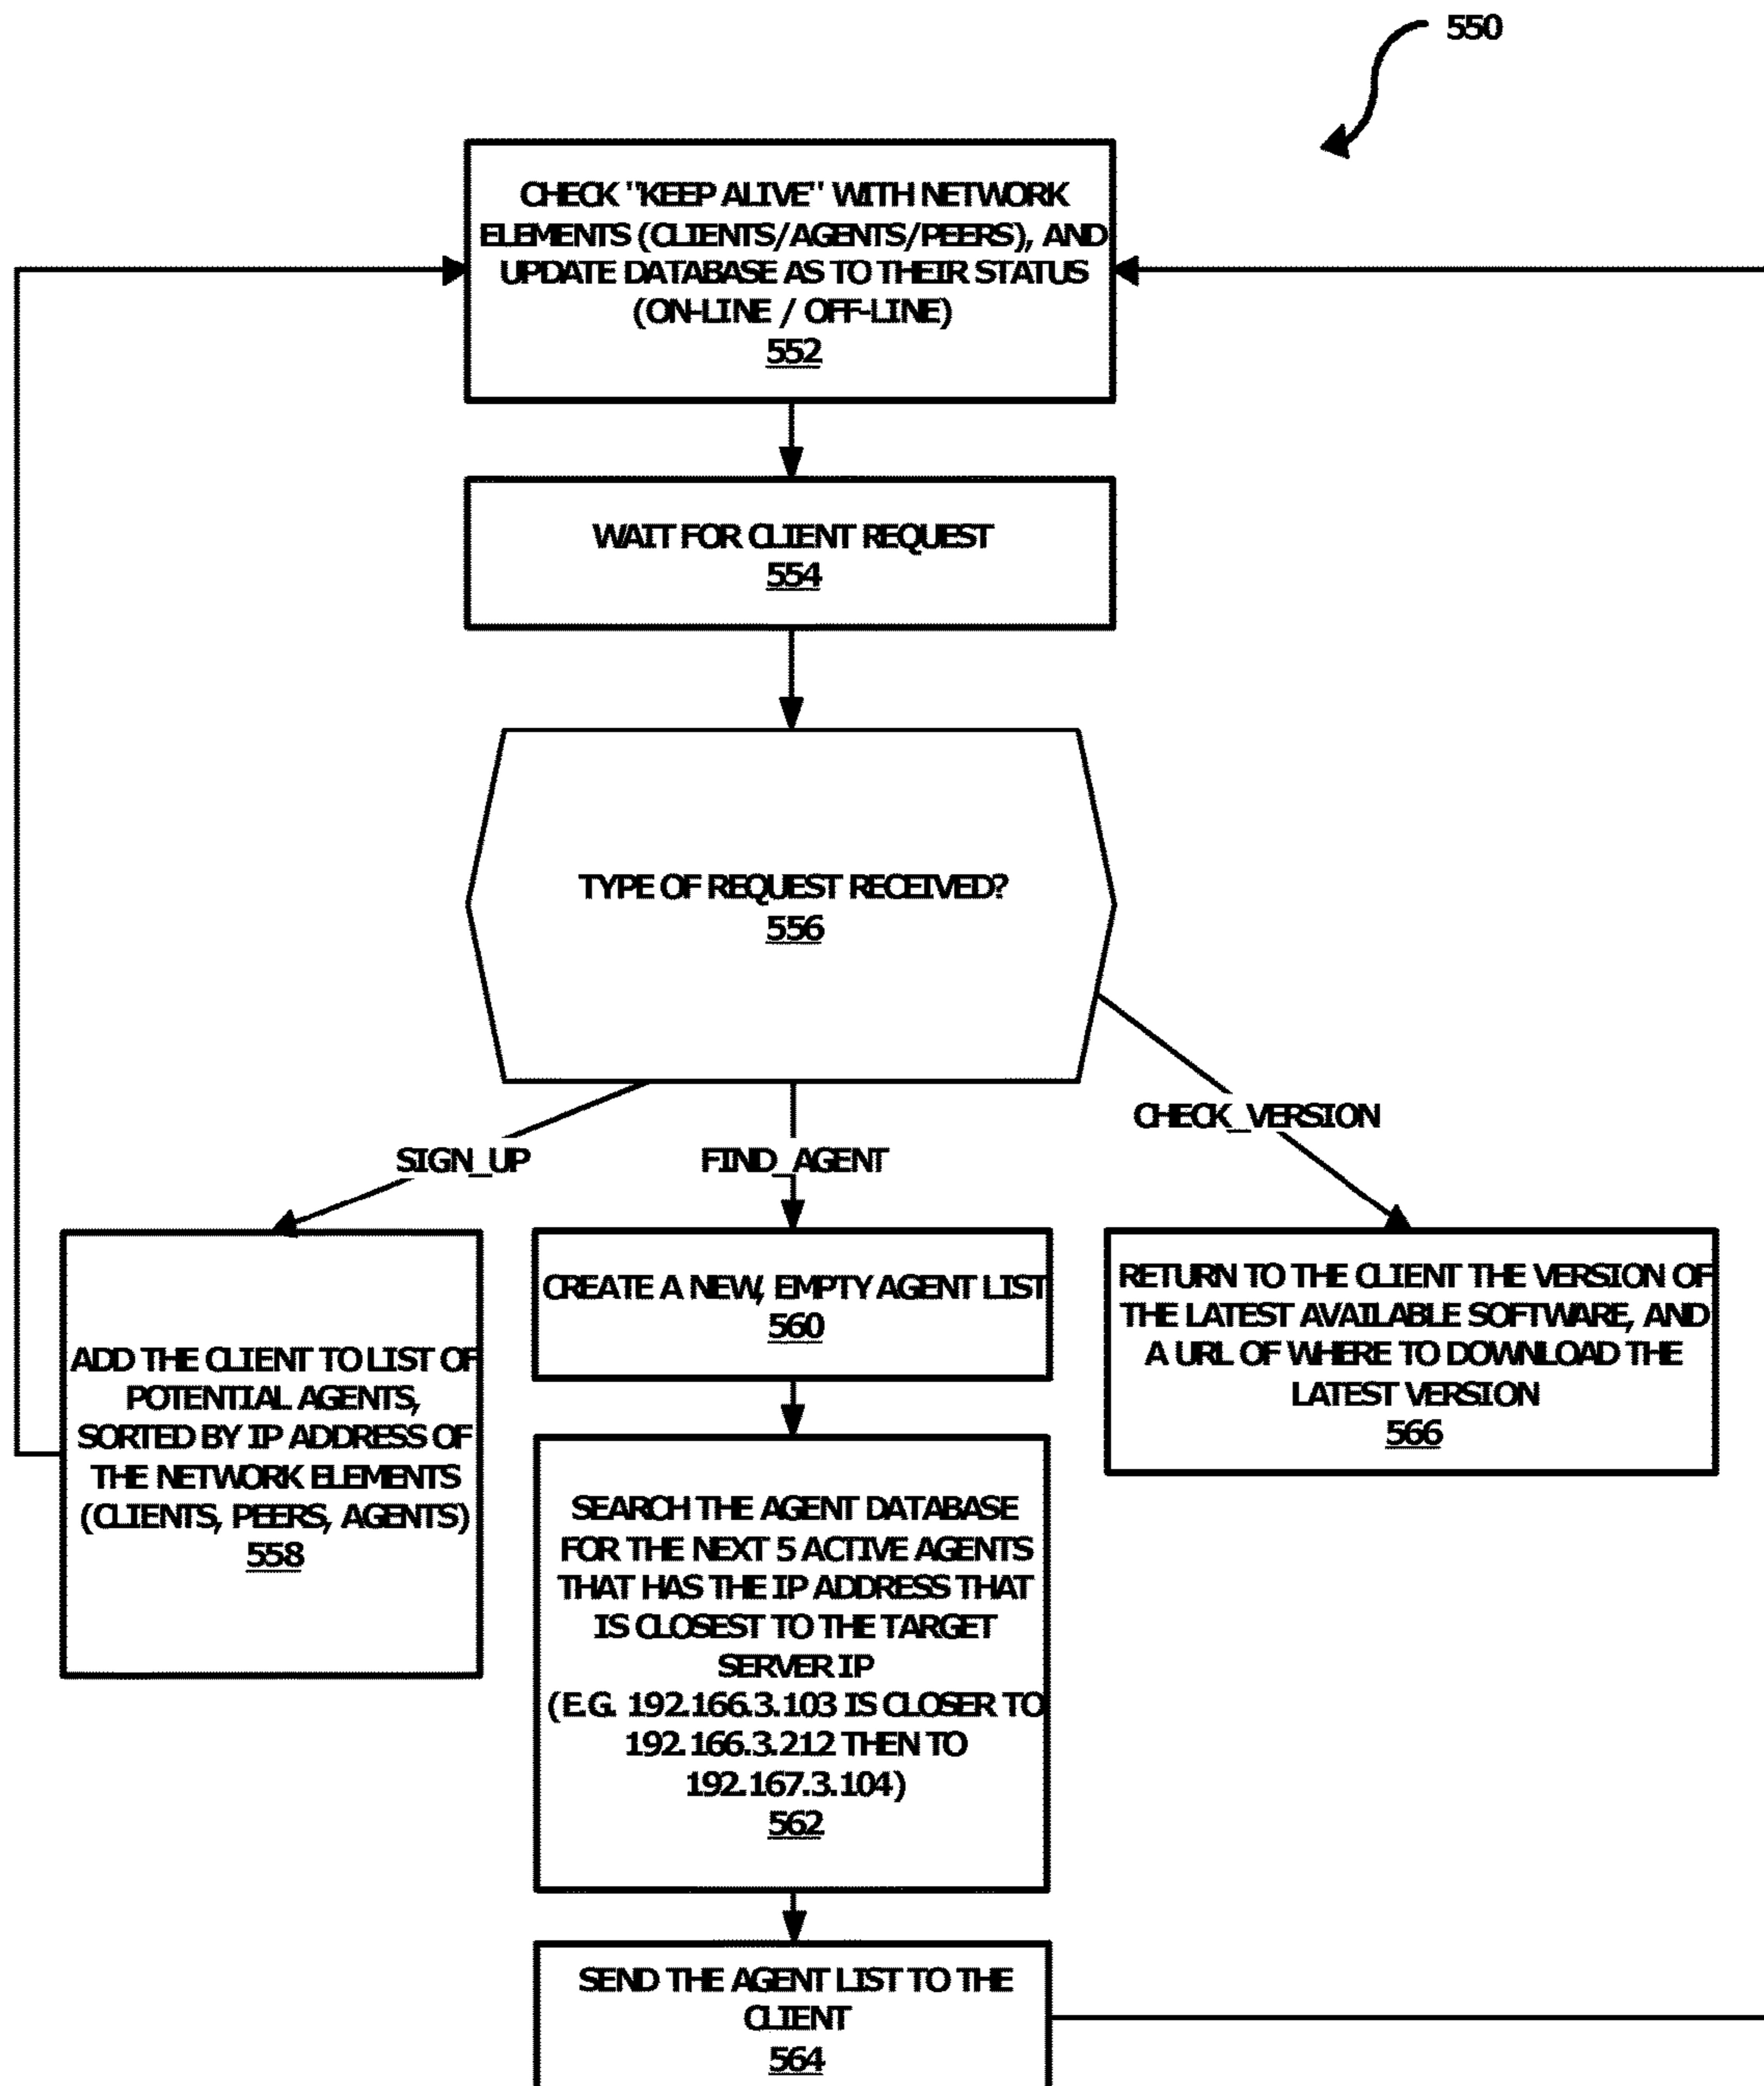 550
CHECK "KEEP ALIVE" WITH NETWORK
ELEMENTS (CLIENTS/AGENTS/PEERS), AND
UPDATE DATABASE AS TO THEIR STATUS
(ON-LINE / OFF-LINE)
552
WAIT FOR CLIENT REQUEST
554
TYPE OF REQUEST RECEIVED?
556
SIGN_UP
FIND_AGENT
CHECK_VERSION
ADD THE CLIENT TO LIST OF
POTENTIAL AGENTS,
SORTED BY IP ADDRESS OF
THE NETWORK ELEMENTS
(CLIENTS, PEERS, AGENTS)
558
CREATE A NEW, EMPTY AGENT LIST
560
SEARCH THE AGENT DATABASE
FOR THE NEXT 5 ACTIVE AGENTS
THAT HAS THE IP ADDRESS THAT
IS CLOSEST TO THE TARGET
SERVER IP
(E.G. 192.166.3.103 IS CLOSER TO
192.166.3.212 THEN TO
192.167.3.104)
562
SEND THE AGENT LIST TO THE
CLIENT
564
RETURN TO THE CLIENT THE VERSION OF
THE LATEST AVAILABLE SOFTWARE, AND
A URL OF WHERE TO DOWNLOAD THE
LATEST VERSION
566